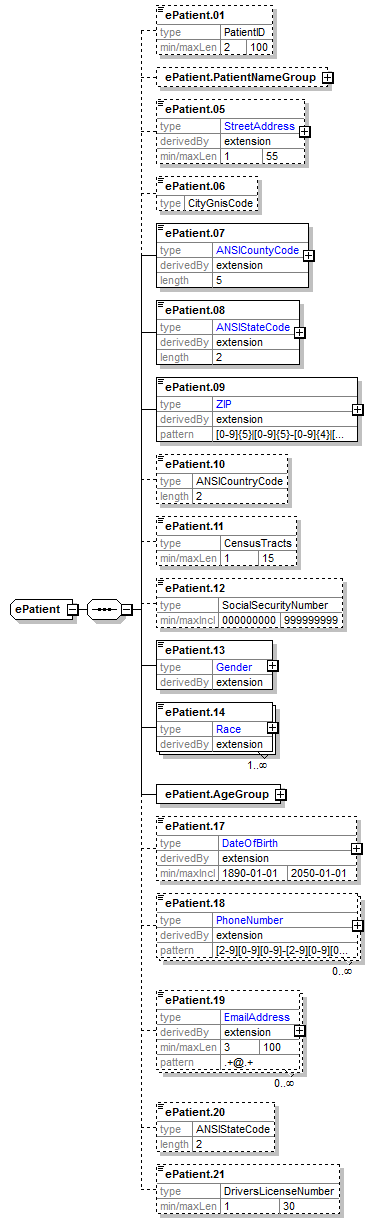 ePatient.01
type PatientID
min/maxLen 2 100
ePatient.PatientNameGroup
ePatient.05
type StreetAddress
derivedBy extension
min/maxLen 1 55
ePatient.06
type CityGnisCode
ePatient.07
type ANSICountyCode
derivedBy extension
length 5
ePatient.08
type ANSIStateCode
derivedBy extension
length 2
ePatient.09
type ZIP
derivedBy extension
pattern [0-9]{5}|[0-9]{5}-[0-9]{4}|[...
ePatient.10
type ANSICountryCode
length 2
ePatient.11
type CensusTracts
min/maxLen 1 15
ePatient.12
type SocialSecurityNumber
min/maxIncl 000000000 999999999
ePatient
ePatient.13
type Gender
derivedBy extension
ePatient.14
type Race
derivedBy extension
1..∞
ePatient.AgeGroup
ePatient.17
type DateOfBirth
derivedBy extension
min/maxIncl 1890-01-01 2050-01-01
ePatient.18
type PhoneNumber
derivedBy extension
pattern [2-9][0-9][0-9]-[2-9][0-9][0...
0..∞
ePatient.19
type EmailAddress
derivedBy extension
min/maxLen 3 100
pattern .+@.+
0..∞
ePatient.20
type ANSIStateCode
length 2
ePatient.21
type DriversLicenseNumber
min/maxLen 1 30